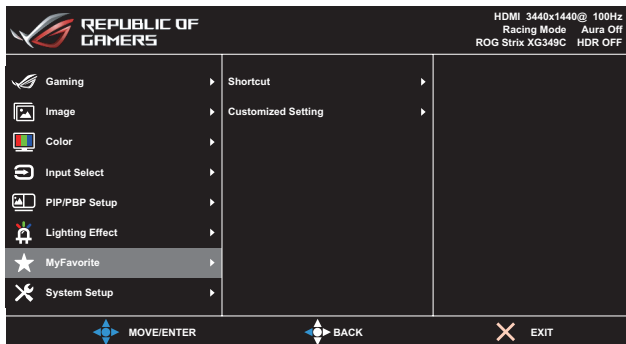 REPUBLIC OF
GAMERS
HDMI 3440x1440@ 100Hz
Racing Mode Aura Off
ROG Strix XG349C HDR OFF
Gaming
Image
Color
Input Select
PIP/PBP Setup
Lighting Effect
MyFavorite
System Setup
Shortcut
Customized Setting
MOVE/ENTER BACK EXIT